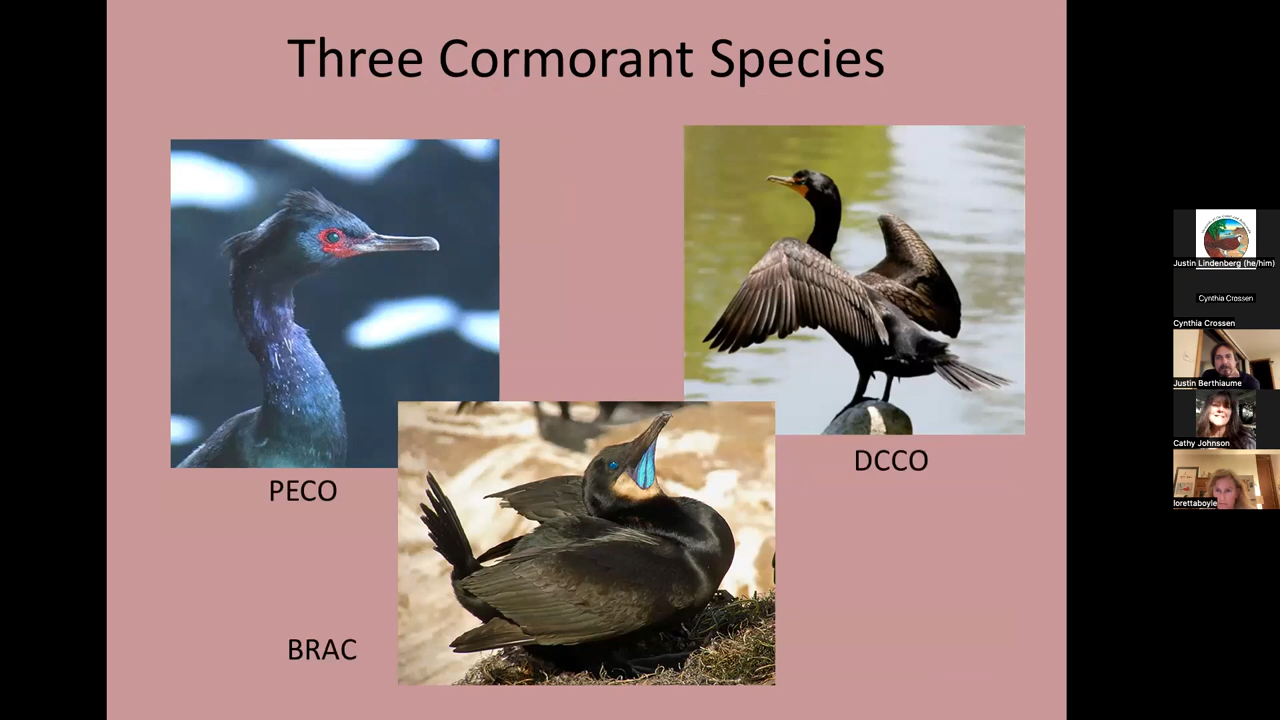 Three Cormorant Species
PECO
DCCO
BRAC
Justin Lindenberg (he/him)
Cynthia Crossen
Cynthia Crossen
Justin Berthiaume
Cathy Johnson
lorettaboyle